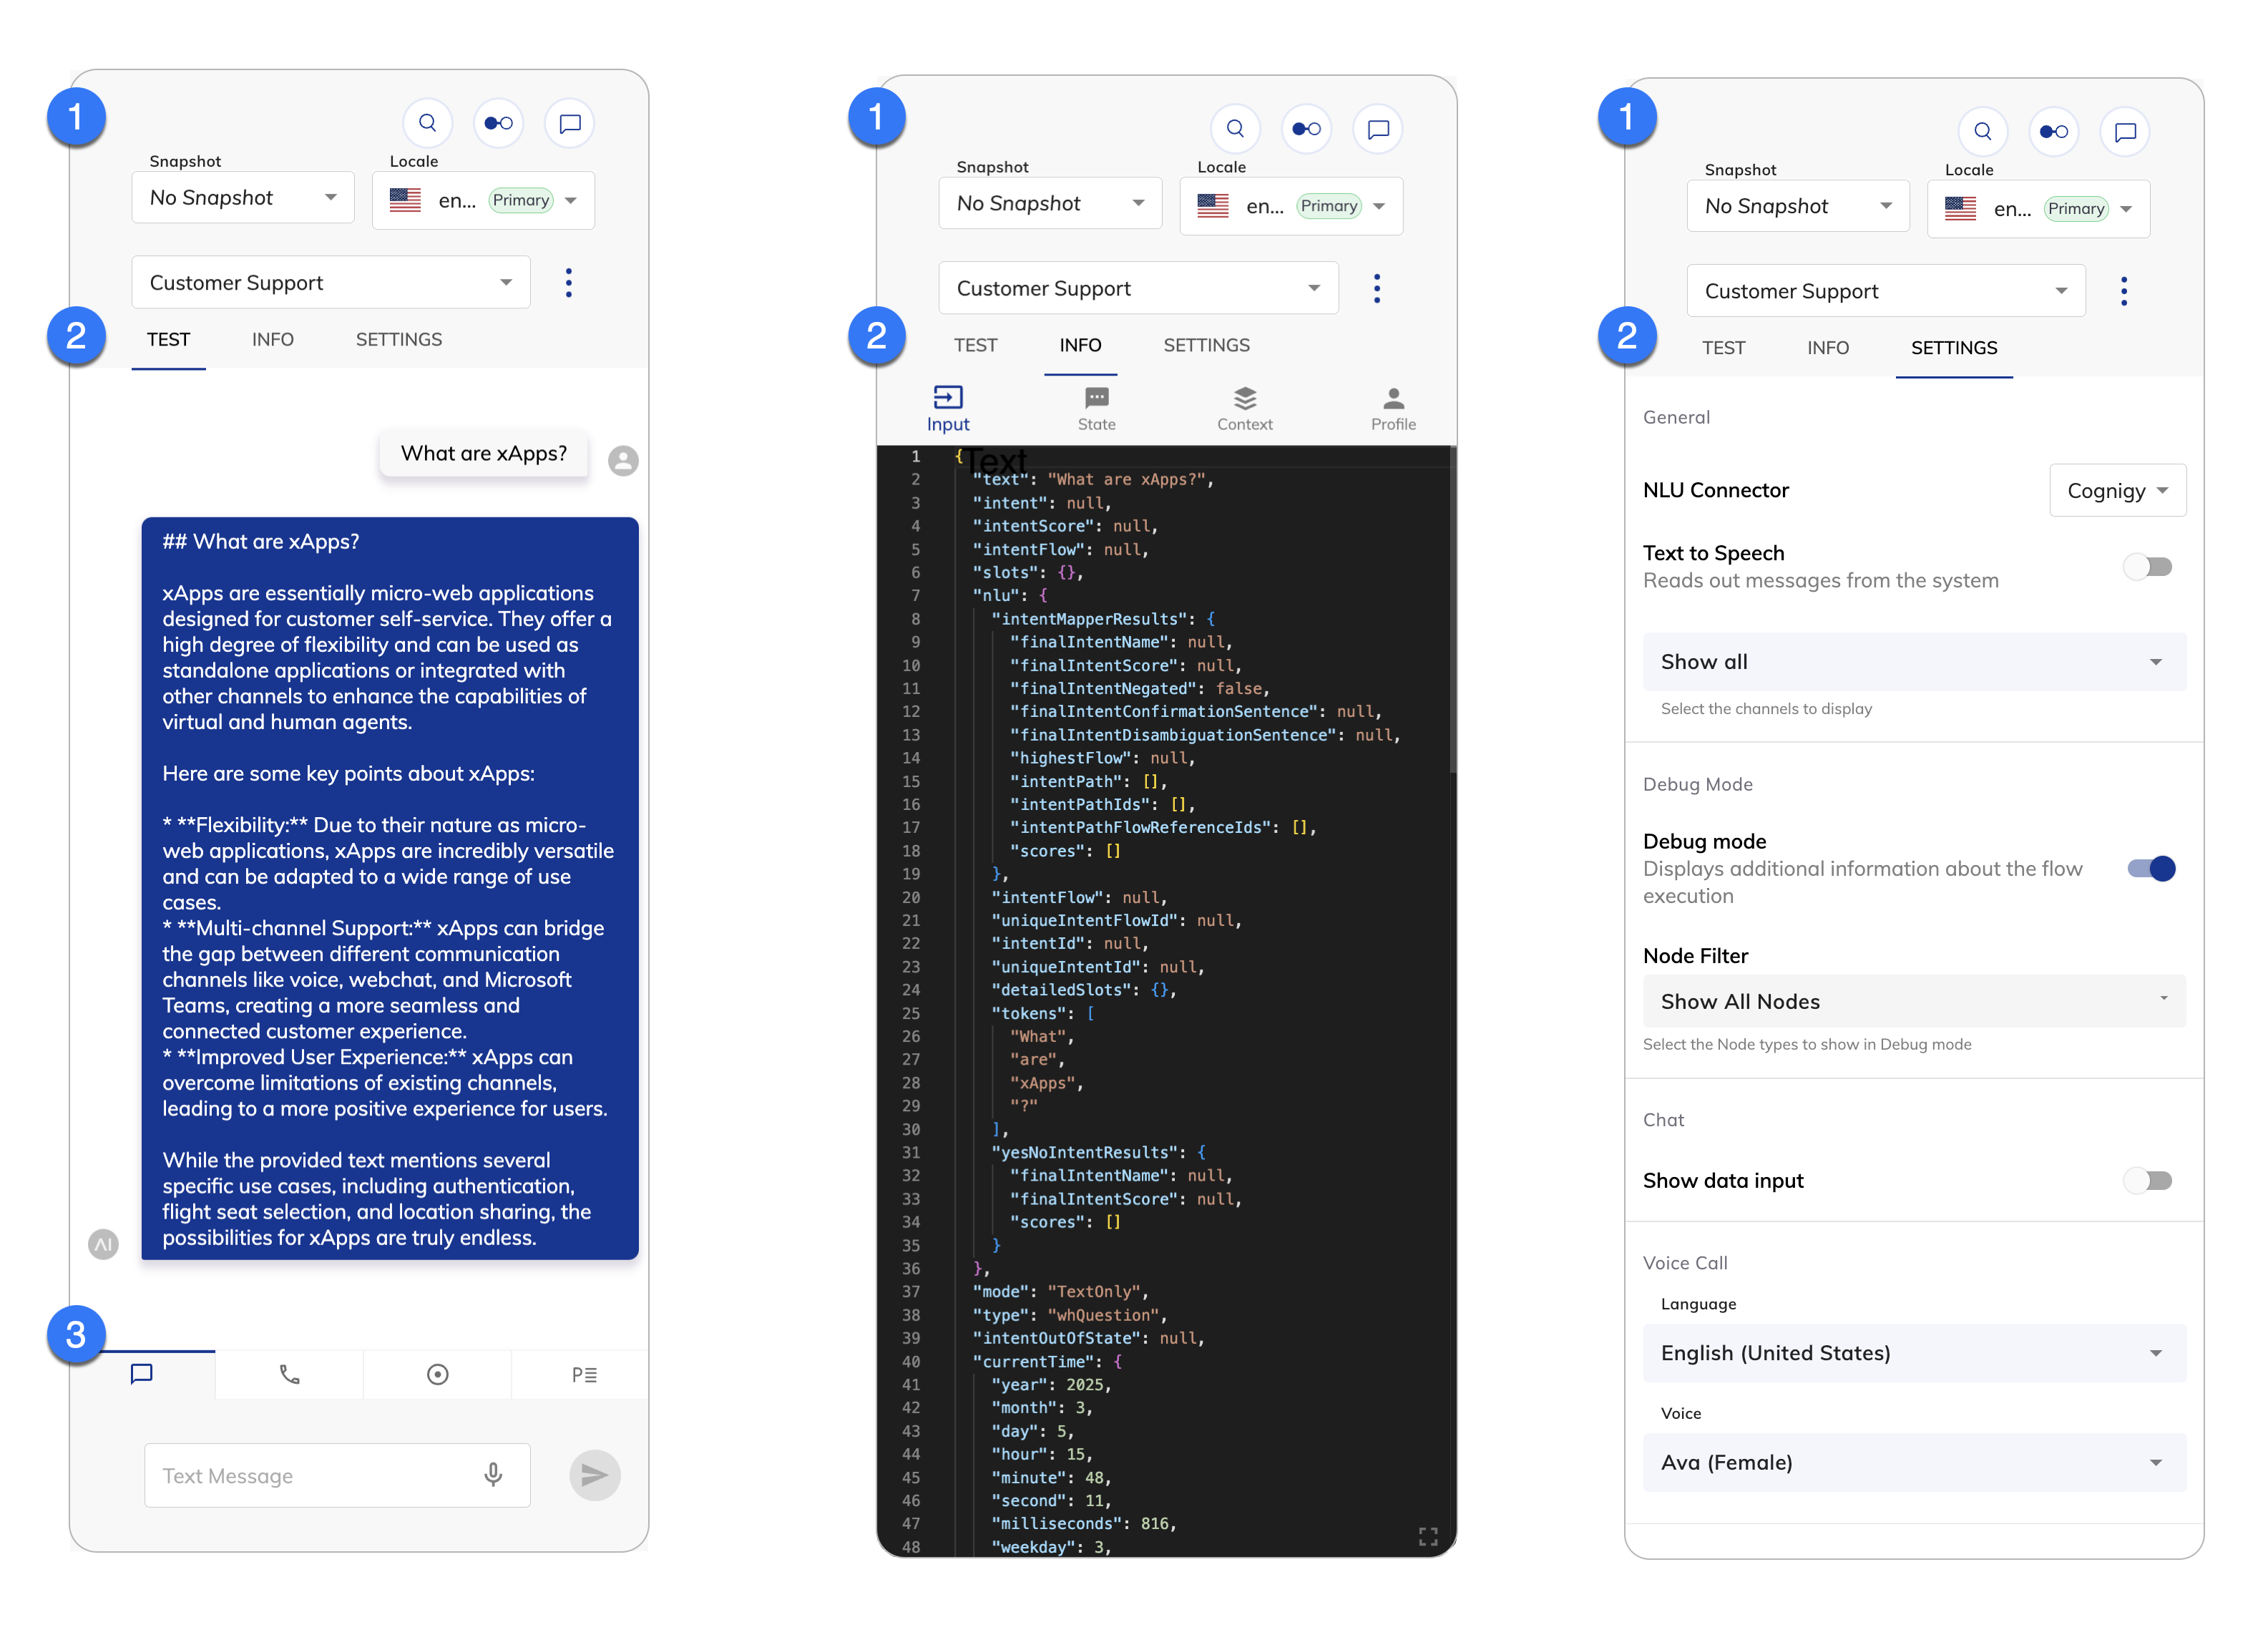 1
Snapshot
Locale
No Snapshot
en...
Primary
Customer Support
2
TEST
INFO
SETTINGS
What are xApps?
## What are xApps?
xApps are essentially micro-web applications
designed for customer self-service. They offer a
high degree of flexibility and can be used as
standalone applications or integrated with
other channels to enhance the capabilities of
virtual and human agents.
Here are some key points about xApps:
* **Flexibility:** Due to their nature as micro-
web applications, xApps are incredibly versatile
and can be adapted to a wide range of use
cases.
* **Multi-channel Support:** xApps can bridge
the gap between different communication
channels like voice, webchat, and Microsoft
Teams, creating a more seamless and
connected customer experience.
* **Improved User Experience:** xApps can
overcome limitations of existing channels,
leading to a more positive experience for users.
While the provided text mentions several
specific use cases, including authentication,
flight seat selection, and location sharing, the
possibilities for xApps are truly endless.
AI
3
P
Text Message
1
Snapshot
Locale
No Snapshot
en...
Primary
Customer Support
2
TEST
INFO
SETTINGS
Input
State
Context
Profile
Text
1 {
2 "text": "What are xApps?",
3 "intent": null,
4 "intentScore": null,
5 "intentFlow": null,
6 "slots": {},
7 "nlu": {
8 "intentMapperResults": {
9 "finalIntentName": null,
10 "finalIntentScore": null,
11 "finalIntentNegated": false,
12 "finalIntentConfirmationSentence": null,
13 "finalIntentDisambiguationSentence": null,
14 "highestFlow": null,
15 "intentPath": [],
16 "intentPathIds": [],
17 "intentPathFlowReferenceIds": [],
18 "scores": []
19 },
20 "intentFlow": null,
21 "uniqueIntentFlowId": null,
22 "intentId": null,
23 "uniqueIntentId": null,
24 "detailedSlots": {},
25 "tokens": [
26 "What",
27 "are",
28 "xApps",
29 "?"
30 ],
31 "yesNoIntentResults": {
32 "finalIntentName": null,
33 "finalIntentScore": null,
34 "scores": []
35 }
36 },
37 "mode": "TextOnly",
38 "type": "whQuestion",
39 "intentOutOfState": null,
40 "currentTime": {
41 "year": 2025,
42 "month": 3,
43 "day": 5,
44 "hour": 15,
45 "minute": 48,
46 "second": 11,
47 "milliseconds": 816,
48 "weekday": 3,
1
Snapshot
Locale
No Snapshot
en...
Primary
Customer Support
2
TEST
INFO
SETTINGS
General
NLU Connector
Cognigy
Text to Speech
Reads out messages from the system
Show all
Select the channels to display
Debug Mode
Debug mode
Displays additional information about the flow
execution
Node Filter
Show All Nodes
Select the Node types to show in Debug mode
Chat
Show data input
Voice Call
Language
English (United States)
Voice
Ava (Female)